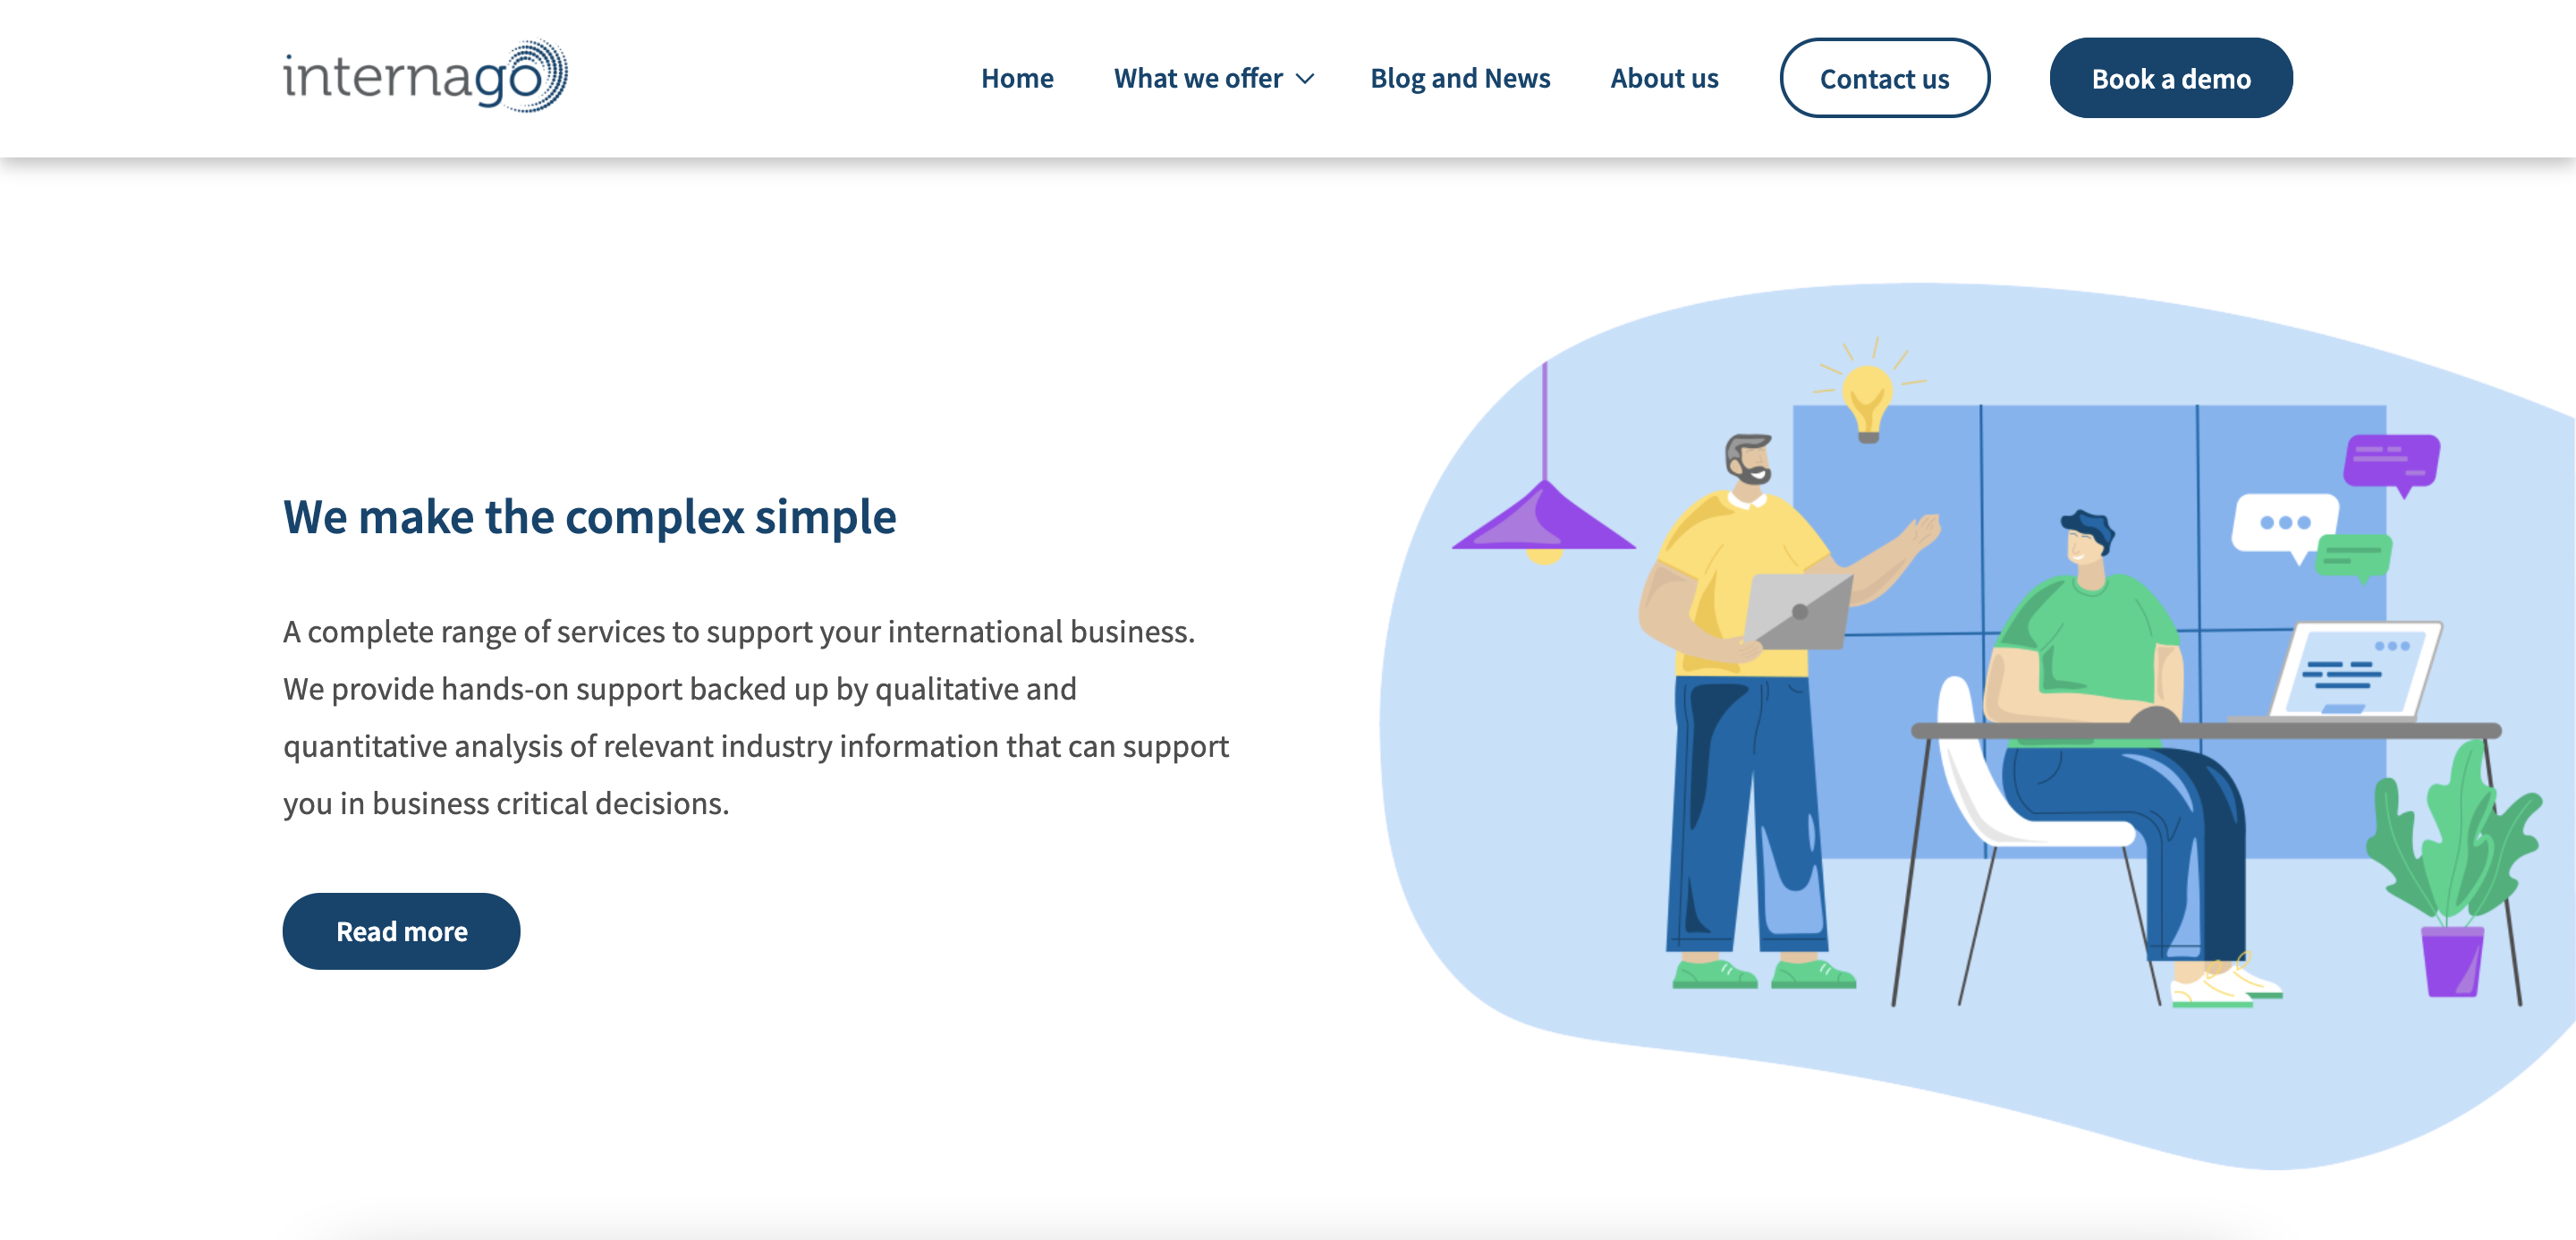 internago
Home
What we offer
Blog and News
About us
Contact us
Book a demo
We make the complex simple
A complete range of services to support your international business.
We provide hands-on support backed up by qualitative and
quantitative analysis of relevant industry information that can support
you in business critical decisions.
Read more